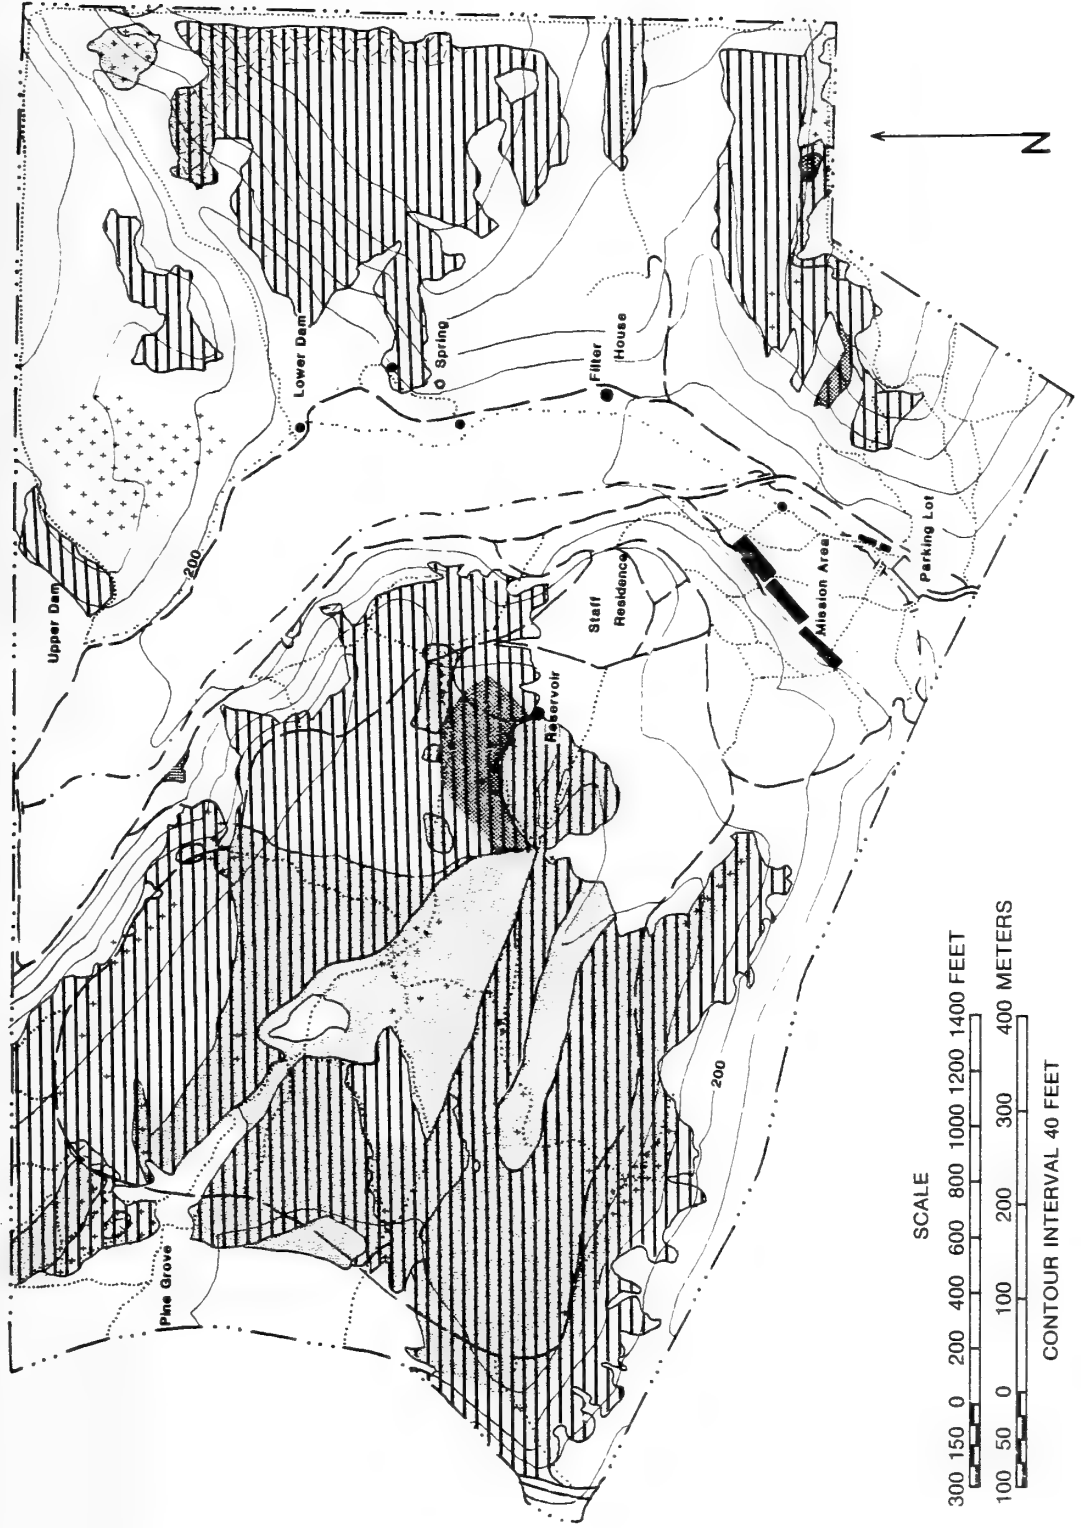 Upper Dam
200
Lower Dam
Spring
Filter
House
Staff
Residence
Reservoir
Mission Area
Parking Lot
Pine Grove
200
N
SCALE
300 150 0 200 400 600 800 1000 1200 1400 FEET
100 50 0 100 200 300 400 METERS
CONTOUR INTERVAL 40 FEET